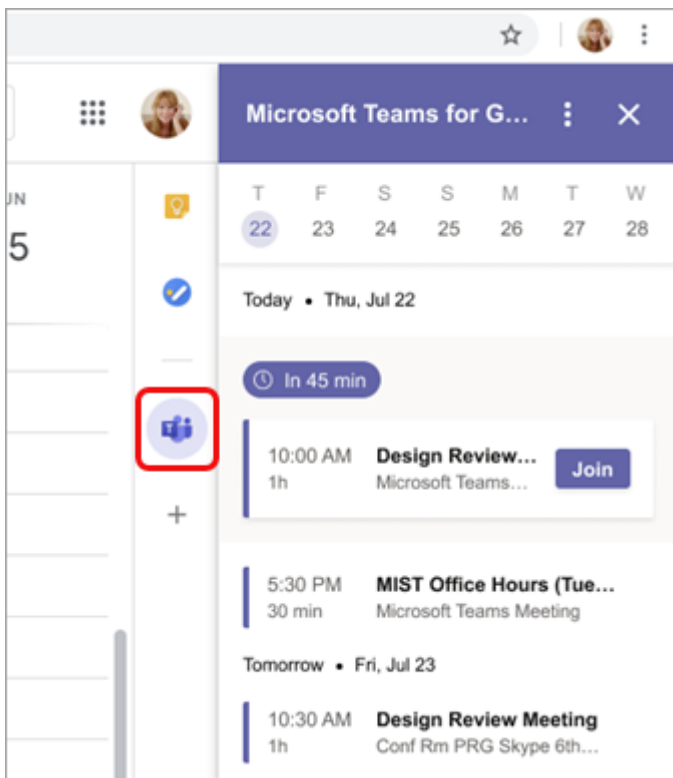 Microsoft Teams for G...
UN
5
T F S S M T W
22 23 24 25 26 27 28
Today • Thu, Jul 22
In 45 min
10:00 AM Design Review... Join
1h Microsoft Teams...
5:30 PM MIST Office Hours (Tue...
30 min Microsoft Teams Meeting
Tomorrow • Fri, Jul 23
10:30 AM Design Review Meeting
1h Conf Rm PRG Skype 6th...